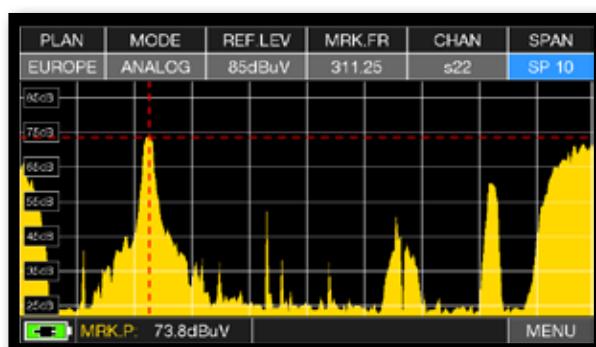 PLAN MODE REF.LEV MRK.FR CHAN SPAN
EUROPE ANALOG 85dBuV 311.25 s22 SP 10
85dB
75dB
65dB
55dB
45dB
35dB
25dB
MRK.P: 73.8dBuV MENU